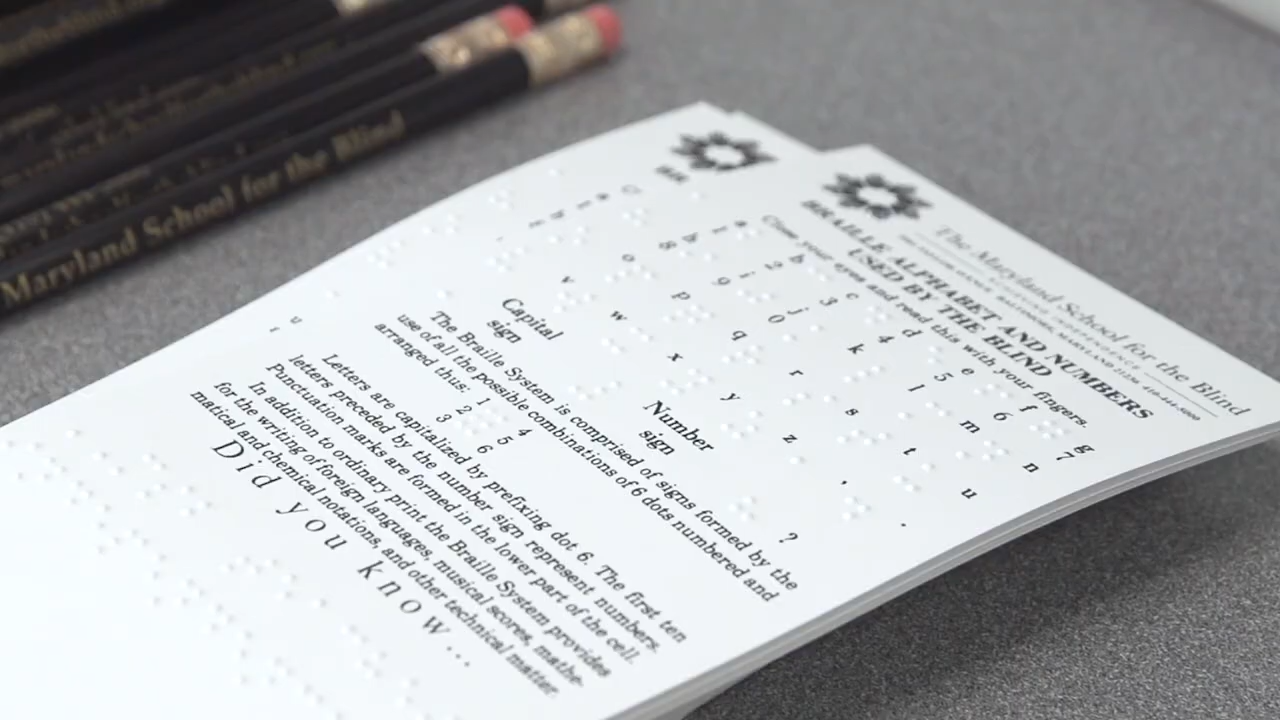 Maryland School for the Blind
The Maryland School for the Blind
BRAILLE ALPHABET AND NUMBERS
USED BY THE BLIND
Close your eyes and read this with your fingers.
1 2 3 4 5 6 7
a b c d e f g
8 9 0
h i j k l m n
o p q r s t u
v w x y z , .
Capital
sign
Number
sign
?
The Braille System is comprised of signs formed by the
use of all the possible combinations of 6 dots numbered and
arranged thus:
1 4
2 5
3 6
Letters are capitalized by prefixing dot 6. The first ten
letters preceded by the number sign represent numbers.
Punctuation marks are formed in the lower part of the cell.
In addition to ordinary print the Braille System provides
for the writing of foreign languages, musical scores, mathe-
matical and chemical notations, and other technical matter.
Did you know...